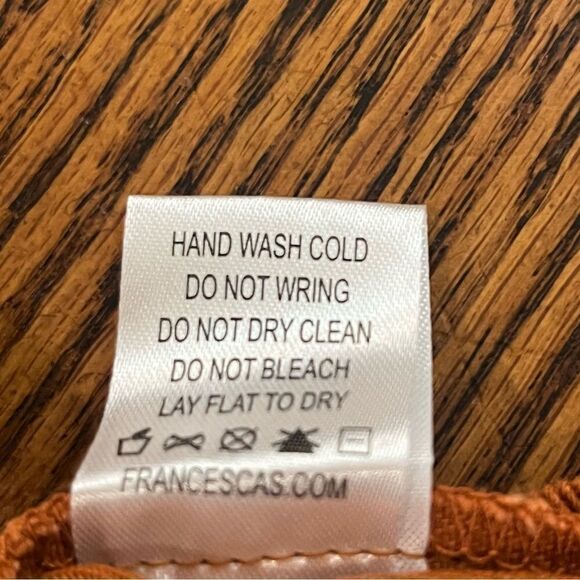 HAND WASH COLD
DO NOT WRING
DO NOT DRY CLEAN
DO NOT BLEACH
LAY FLAT TO DRY
FRANCESCAS.COM